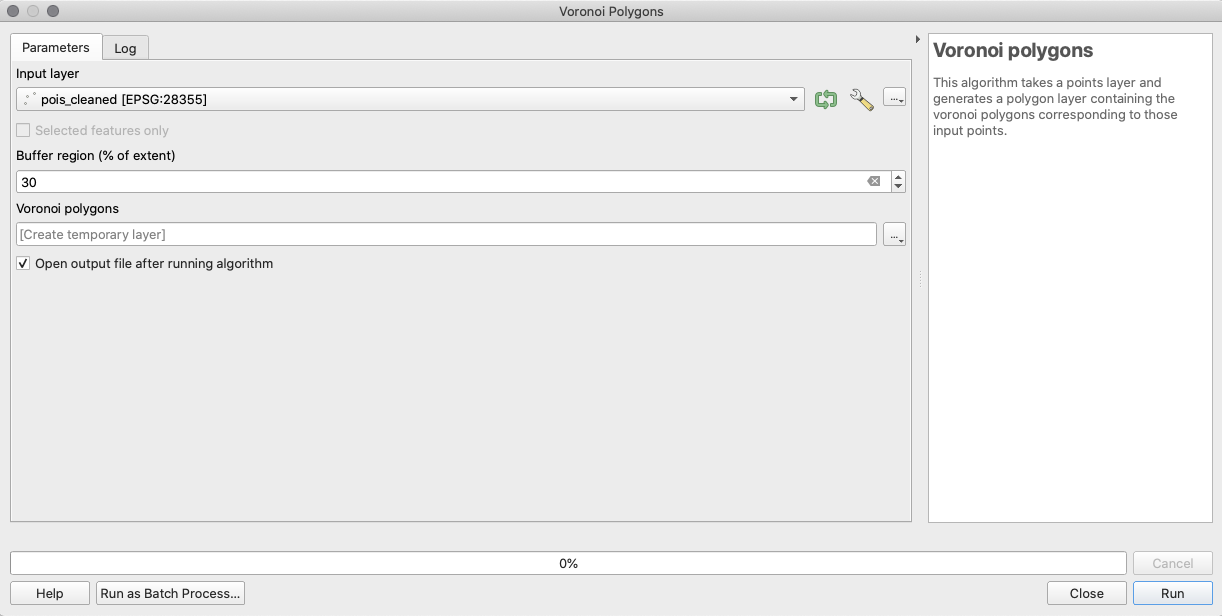 Voronoi Polygons
Parameters
Log
Input layer
pois_cleaned [EPSG:28355]
...
Selected features only
Buffer region (% of extent)
30
Voronoi polygons
[Create temporary layer]
...
Open output file after running algorithm
Voronoi polygons
This algorithm takes a points layer and
generates a polygon layer containing the
voronoi polygons corresponding to those
input points.
0%
Cancel
Help
Run as Batch Process...
Close
Run